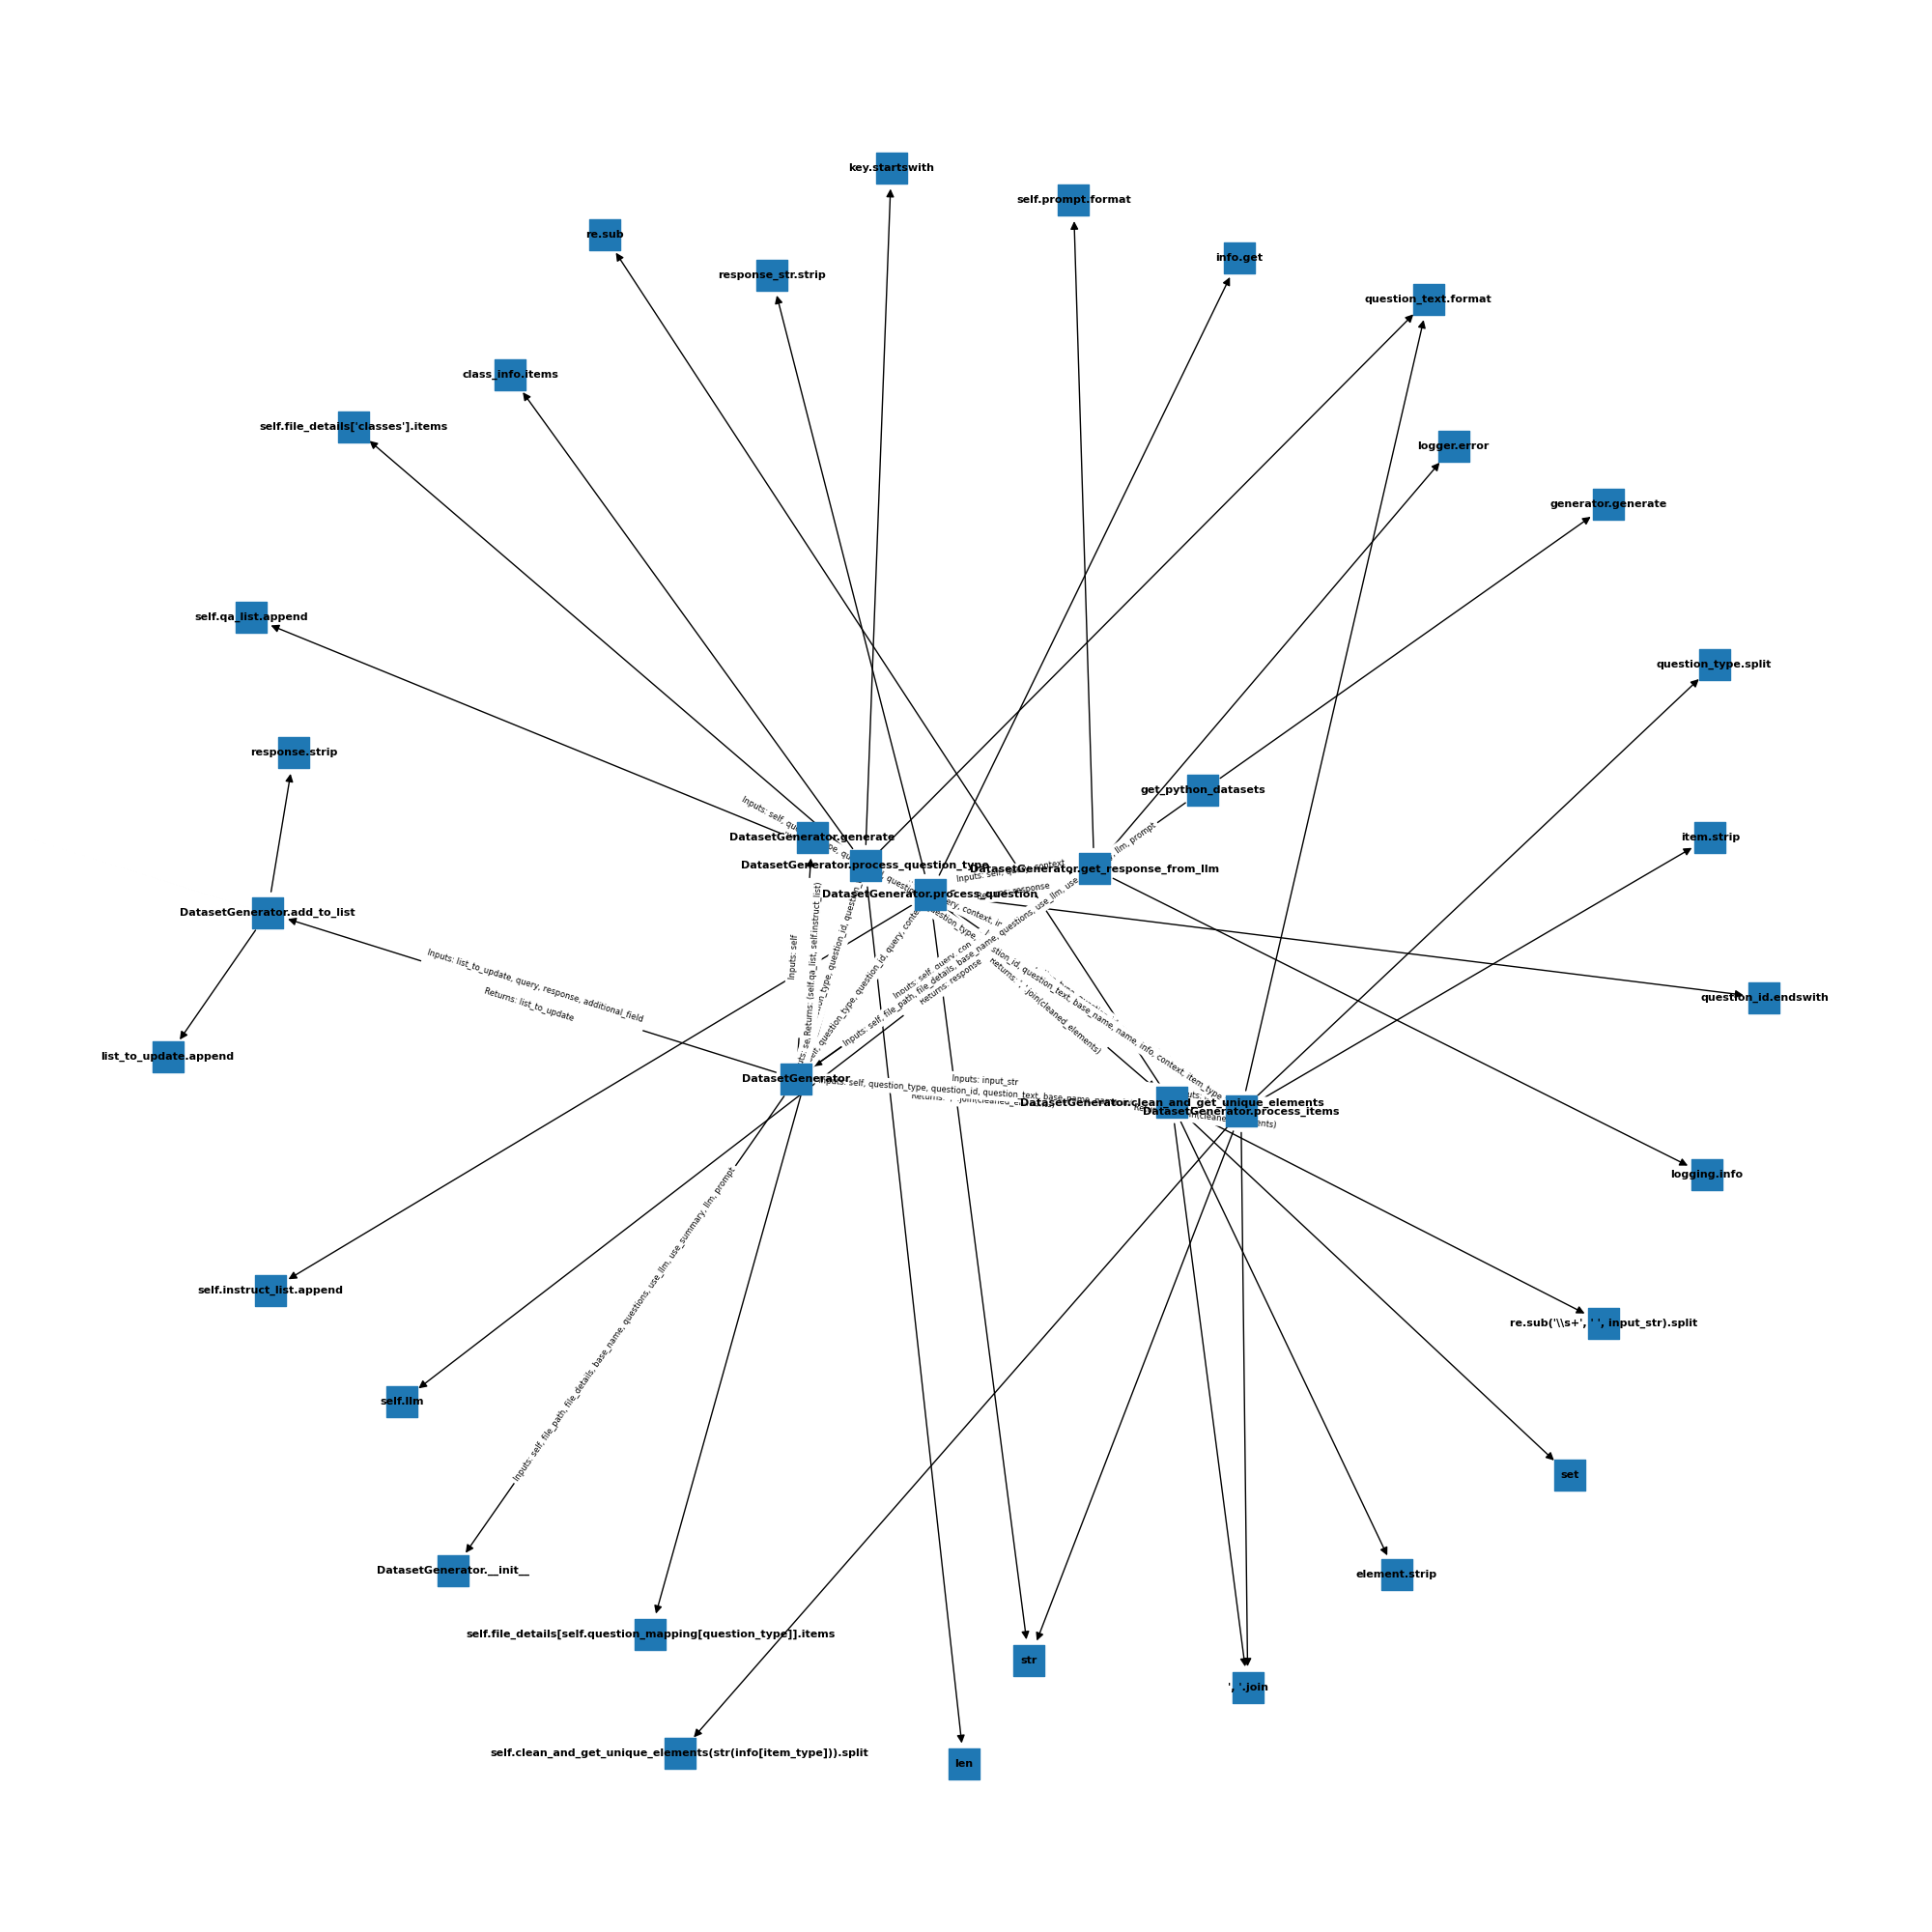 key.startswith
self.prompt.format
re.sub
info.get
response_str.strip
question_text.format
class_info.items
self.file_details['classes'].items
logger.error
generator.generate
self.qa_list.append
question_type.split
response.strip
get_python_datasets
DatasetGenerator.generate
item.strip
DatasetGenerator.process_question_type
DatasetGenerator.get_response_from_llm
DatasetGenerator.process_question
DatasetGenerator.add_to_list
Inputs: list_to_update, query, response, additional_field
Returns: list_to_update
Inputs: self
Returns: (self.qa_list, self.instruct_list)
Returns: response
question_id.endswith
list_to_update.append
DatasetGenerator
Inputs: input_str
Returns: ', '.join(cleaned_elements)
DatasetGenerator.clean_and_get_unique_elements
DatasetGenerator.process_items
logging.info
Inputs: self, file_path, file_details, base_name, questions, use_llm, use_summary, llm, prompt
self.instruct_list.append
re.sub('\\s+', ' ', input_str).split
self.llm
set
DatasetGenerator.__init__
element.strip
self.file_details[self.question_mapping[question_type]].items
str
', '.join
self.clean_and_get_unique_elements(str(info[item_type])).split
len